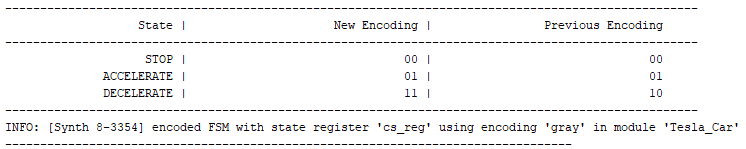 ---------------------------------------------------------------------------------------------------
                   State |                     New Encoding |                Previous Encoding 
---------------------------------------------------------------------------------------------------
                    STOP |                               00 |                               00
              ACCELERATE |                               01 |                               01
              DECELERATE |                               11 |                               10
---------------------------------------------------------------------------------------------------
INFO: [Synth 8-3354] encoded FSM with state register 'cs_reg' using encoding 'gray' in module 'Tesla_Car'
---------------------------------------------------------------------------------